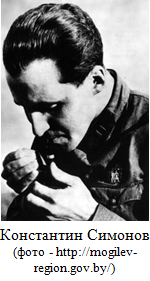 Константин Симонов
(фото - http://mogilev-
region.gov.by/)